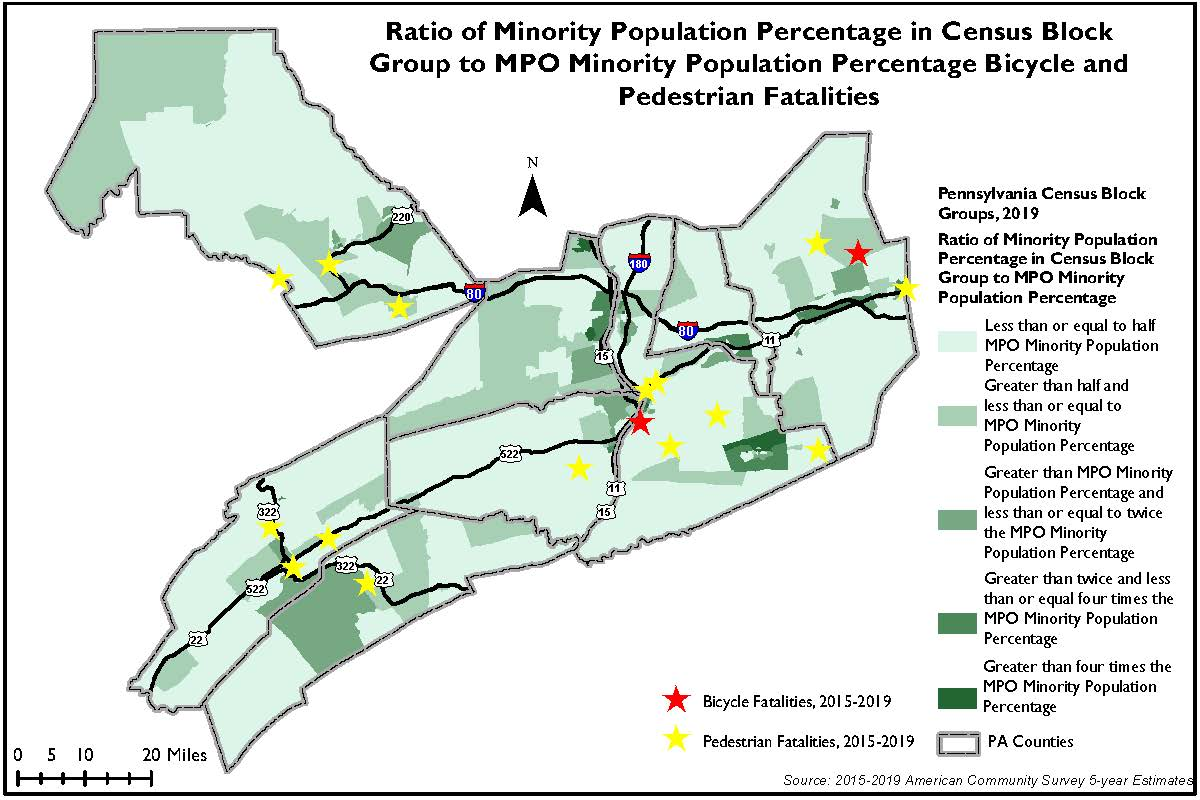 Ratio of Minority Population Percentage in Census Block
Group to MPO Minority Population Percentage Bicycle and
Pedestrian Fatalities
N
220
80
180
80
11
15
522
11
15
322
322
22
522
22
Pennsylvania Census Block
Groups, 2019
Ratio of Minority Population
Percentage in Census Block
Group to MPO Minority
Population Percentage
Less than or equal to half
MPO Minority Population
Percentage
Greater than half and
less than or equal to
MPO Minority
Population Percentage
Greater than MPO Minority
Population Percentage and
less than or equal to twice
the MPO Minority
Population Percentage
Greater than twice and less
than or equal four times the
MPO Minority Population
Percentage
Greater than four times the
MPO Minority Population
Percentage
PA Counties
Bicycle Fatalities, 2015-2019
Pedestrian Fatalities, 2015-2019
0 5 10 20 Miles
Source: 2015-2019 American Community Survey 5-year Estimates